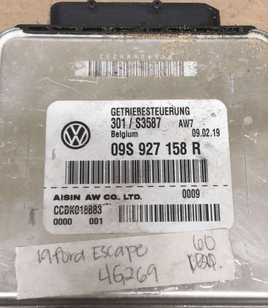 GETRIEBESTEUERUNG
301 / S3587 AW7
Belgium 09.02.19
09S 927 158 R
AISIN AW CO., LTD. 0009
CCBK018883
0000 001
19 Ford Escape
4G269
60